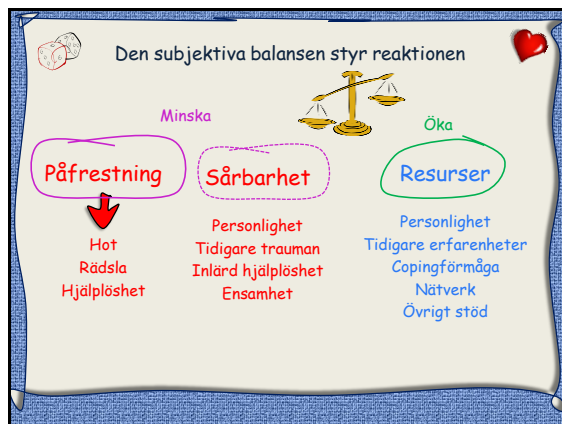 Den subjektiva balansen styr reaktionen
Minska
Öka
Påfrestning
Sårbarhet
Resurser
Hot
Rädsla
Hjälplöshet
Personlighet
Tidigare trauman
Inlärd hjälplöshet
Ensamhet
Personlighet
Tidigare erfarenheter
Copingförmåga
Nätverk
Övrigt stöd